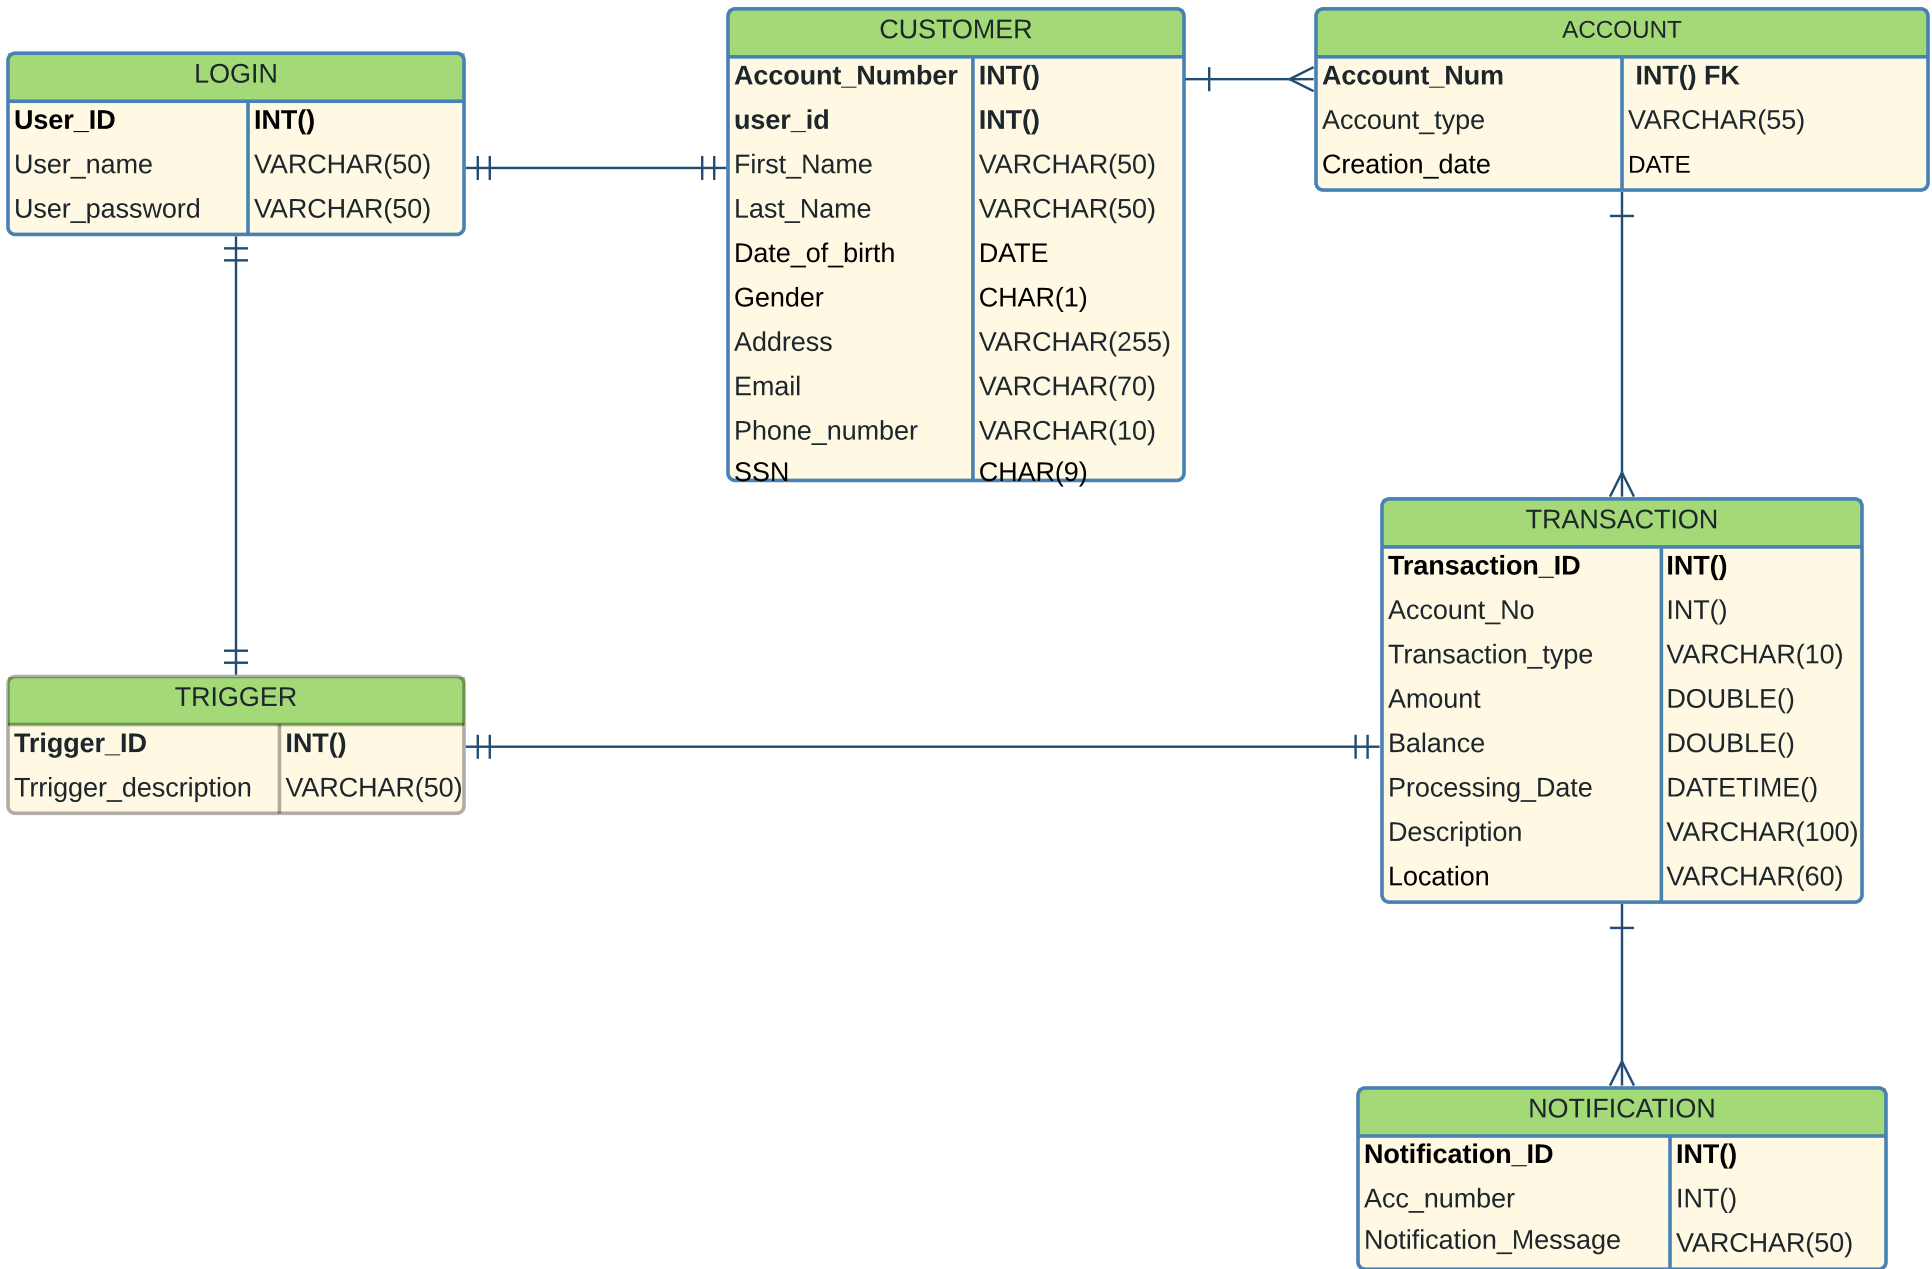 LOGIN
User_ID INT()
User_name VARCHAR(50)
User_password VARCHAR(50)
CUSTOMER
Account_Number INT()
user_id INT()
First_Name VARCHAR(50)
Last_Name VARCHAR(50)
Date_of_birth DATE
Gender CHAR(1)
Address VARCHAR(255)
Email VARCHAR(70)
Phone_number VARCHAR(10)
SSN CHAR(9)
ACCOUNT
Account_Num INT() FK
Account_type VARCHAR(55)
Creation_date DATE
TRIGGER
Trigger_ID INT()
Trrigger_description VARCHAR(50)
TRANSACTION
Transaction_ID INT()
Account_No INT()
Transaction_type VARCHAR(10)
Amount DOUBLE()
Balance DOUBLE()
Processing_Date DATETIME()
Description VARCHAR(100)
Location VARCHAR(60)
NOTIFICATION
Notification_ID INT()
Acc_number INT()
Notification_Message VARCHAR(50)